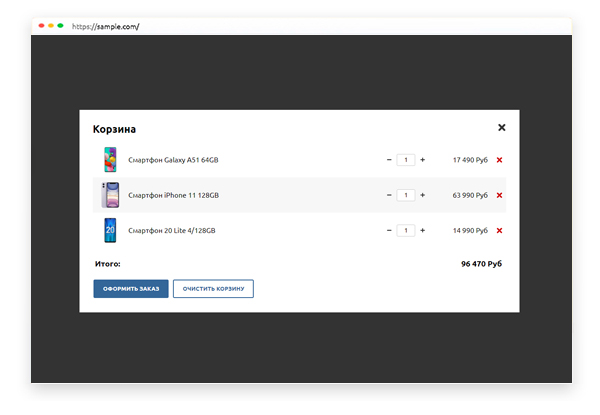 https://sample.com/
Корзина
Смартфон Galaxy A51 64GB − 1 + 17 490 Руб
Смартфон iPhone 11 128GB − 1 + 63 990 Руб
20
Смартфон 20 Lite 4/128GB − 1 + 14 990 Руб
Итого: 96 470 Руб
ОФОРМИТЬ ЗАКАЗ ОЧИСТИТЬ КОРЗИНУ